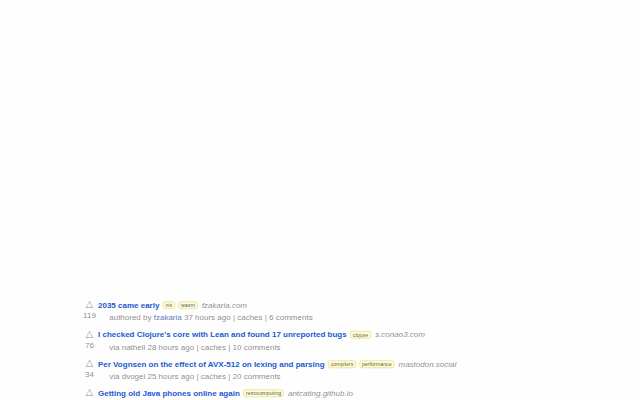 2035 came early nix wasm fzakaria.com
119 authored by fzakaria 37 hours ago | caches | 6 comments
I checked Clojure's core with Lean and found 17 unreported bugs clojure s.conao3.com
76 via nathell 28 hours ago | caches | 10 comments
Per Vognsen on the effect of AVX-512 on lexing and parsing compilers performance mastodon.social
34 via dvogel 25 hours ago | caches | 20 comments
Getting old Java phones online again retrocomputing antcating.github.io